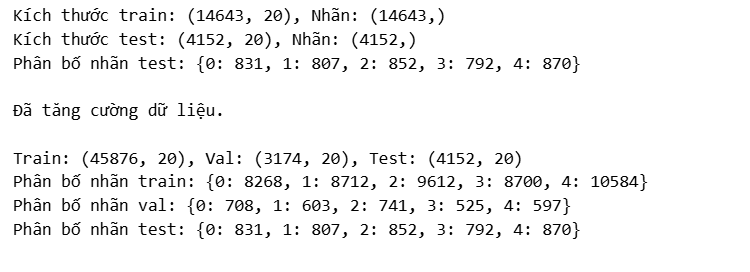 Kích thước train: (14643, 20), Nhãn: (14643,)
Kích thước test: (4152, 20), Nhãn: (4152,)
Phân bố nhãn test: {0: 831, 1: 807, 2: 852, 3: 792, 4: 870}
Đã tăng cường dữ liệu.
Train: (45876, 20), Val: (3174, 20), Test: (4152, 20)
Phân bố nhãn train: {0: 8268, 1: 8712, 2: 9612, 3: 8700, 4: 10584}
Phân bố nhãn val: {0: 708, 1: 603, 2: 741, 3: 525, 4: 597}
Phân bố nhãn test: {0: 831, 1: 807, 2: 852, 3: 792, 4: 870}